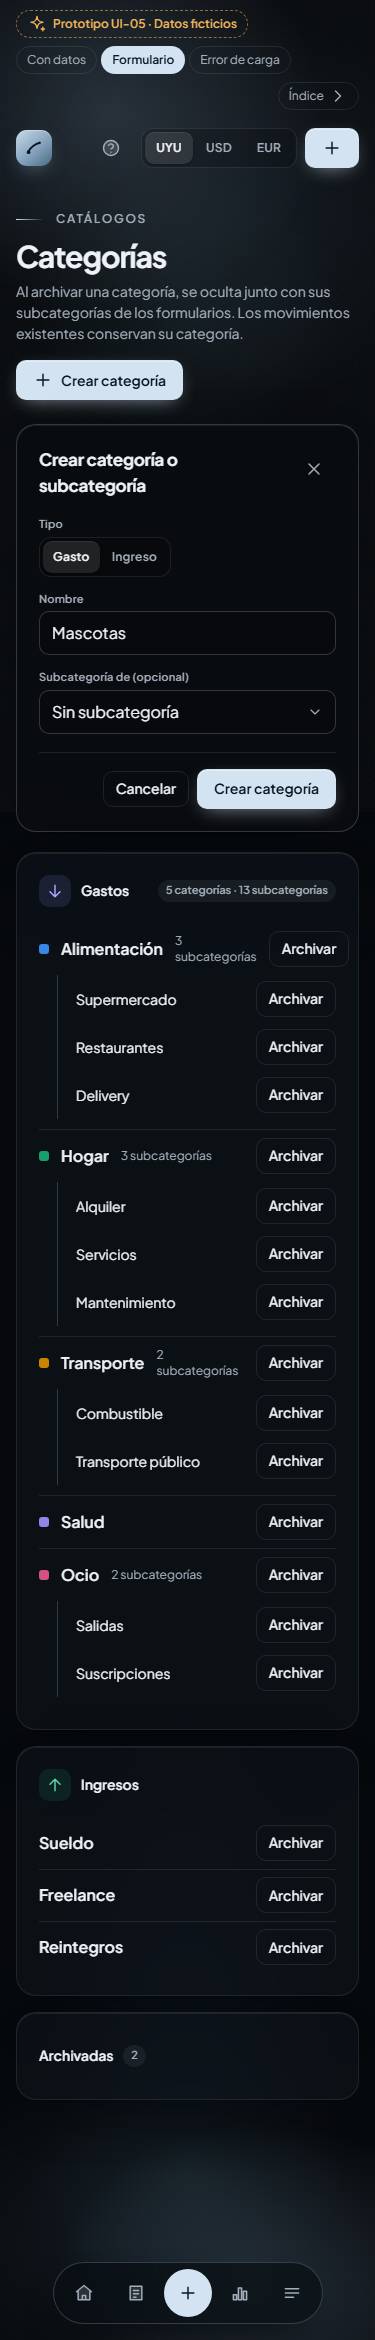 Prototipo UI-05 · Datos ficticios
Con datos
Formulario
Error de carga
Índice
UYU
USD
EUR
CATÁLOGOS
Categorías
Al archivar una categoría, se oculta junto con sus
subcategorías de los formularios. Los movimientos
existentes conservan su categoría.
Crear categoría
Crear categoría o
subcategoría
Tipo
Gasto
Ingreso
Nombre
Mascotas
Subcategoría de (opcional)
Sin subcategoría
Cancelar
Crear categoría
Gastos
5 categorías · 13 subcategorías
Alimentación
3
subcategorías
Archivar
Supermercado
Archivar
Restaurantes
Archivar
Delivery
Archivar
Hogar
3 subcategorías
Archivar
Alquiler
Archivar
Servicios
Archivar
Mantenimiento
Archivar
Transporte
2
subcategorías
Archivar
Combustible
Archivar
Transporte público
Archivar
Salud
Archivar
Ocio
2 subcategorías
Archivar
Salidas
Archivar
Suscripciones
Archivar
Ingresos
Sueldo
Archivar
Freelance
Archivar
Reintegros
Archivar
Archivadas
2